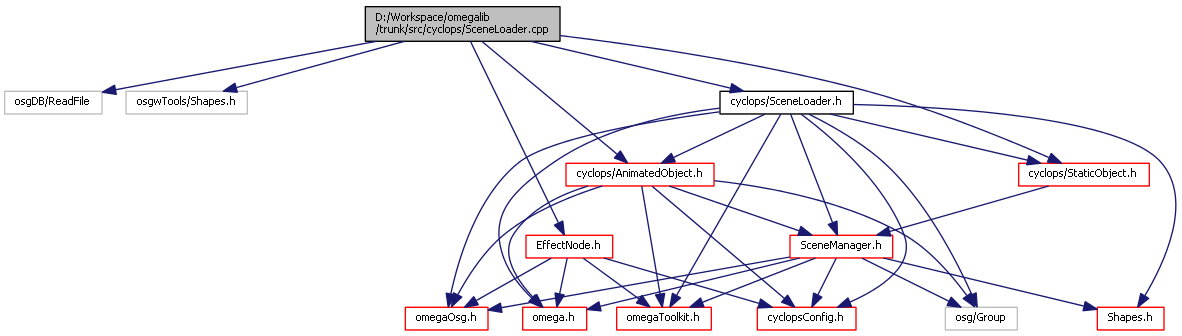 D:/Workspace/omegalib
/trunk/src/cyclops/SceneLoader.cpp
osgDB/ReadFile
osgwTools/Shapes.h
cyclops/SceneLoader.h
cyclops/AnimatedObject.h
cyclops/StaticObject.h
EffectNode.h
SceneManager.h
omegaOsg.h
omega.h
omegaToolkit.h
cyclopsConfig.h
osg/Group
Shapes.h